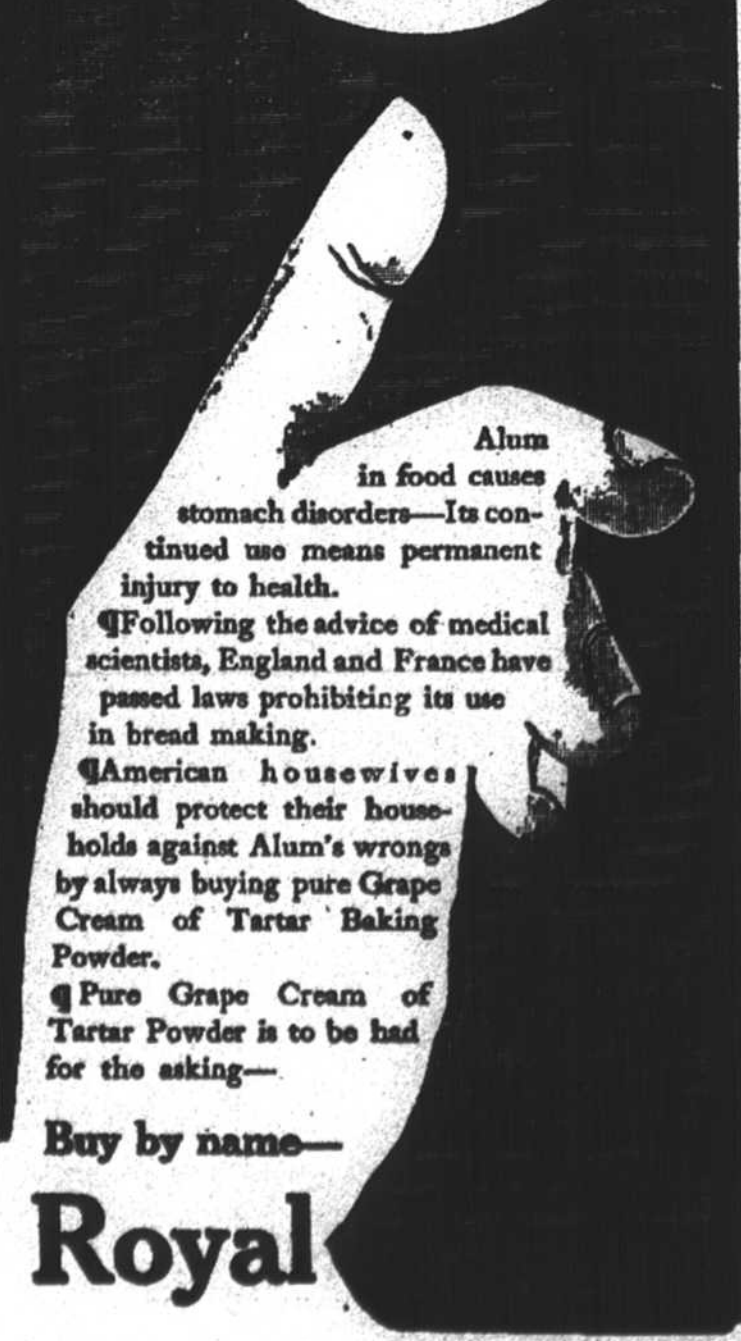 Alum
in food causes
stomach disorders—Its con-
tinued use means permanent
injury to health.
¶Following the advice of medical
scientists, England and France have
passed laws prohibiting its use
in bread making.
¶American housewives
should protect their house-
holds against Alum's wrongs
by always buying pure Grape
Cream of Tartar Baking
Powder.
¶Pure Grape Cream of
Tartar Powder is to be had
for the asking—
Buy by name—
Royal